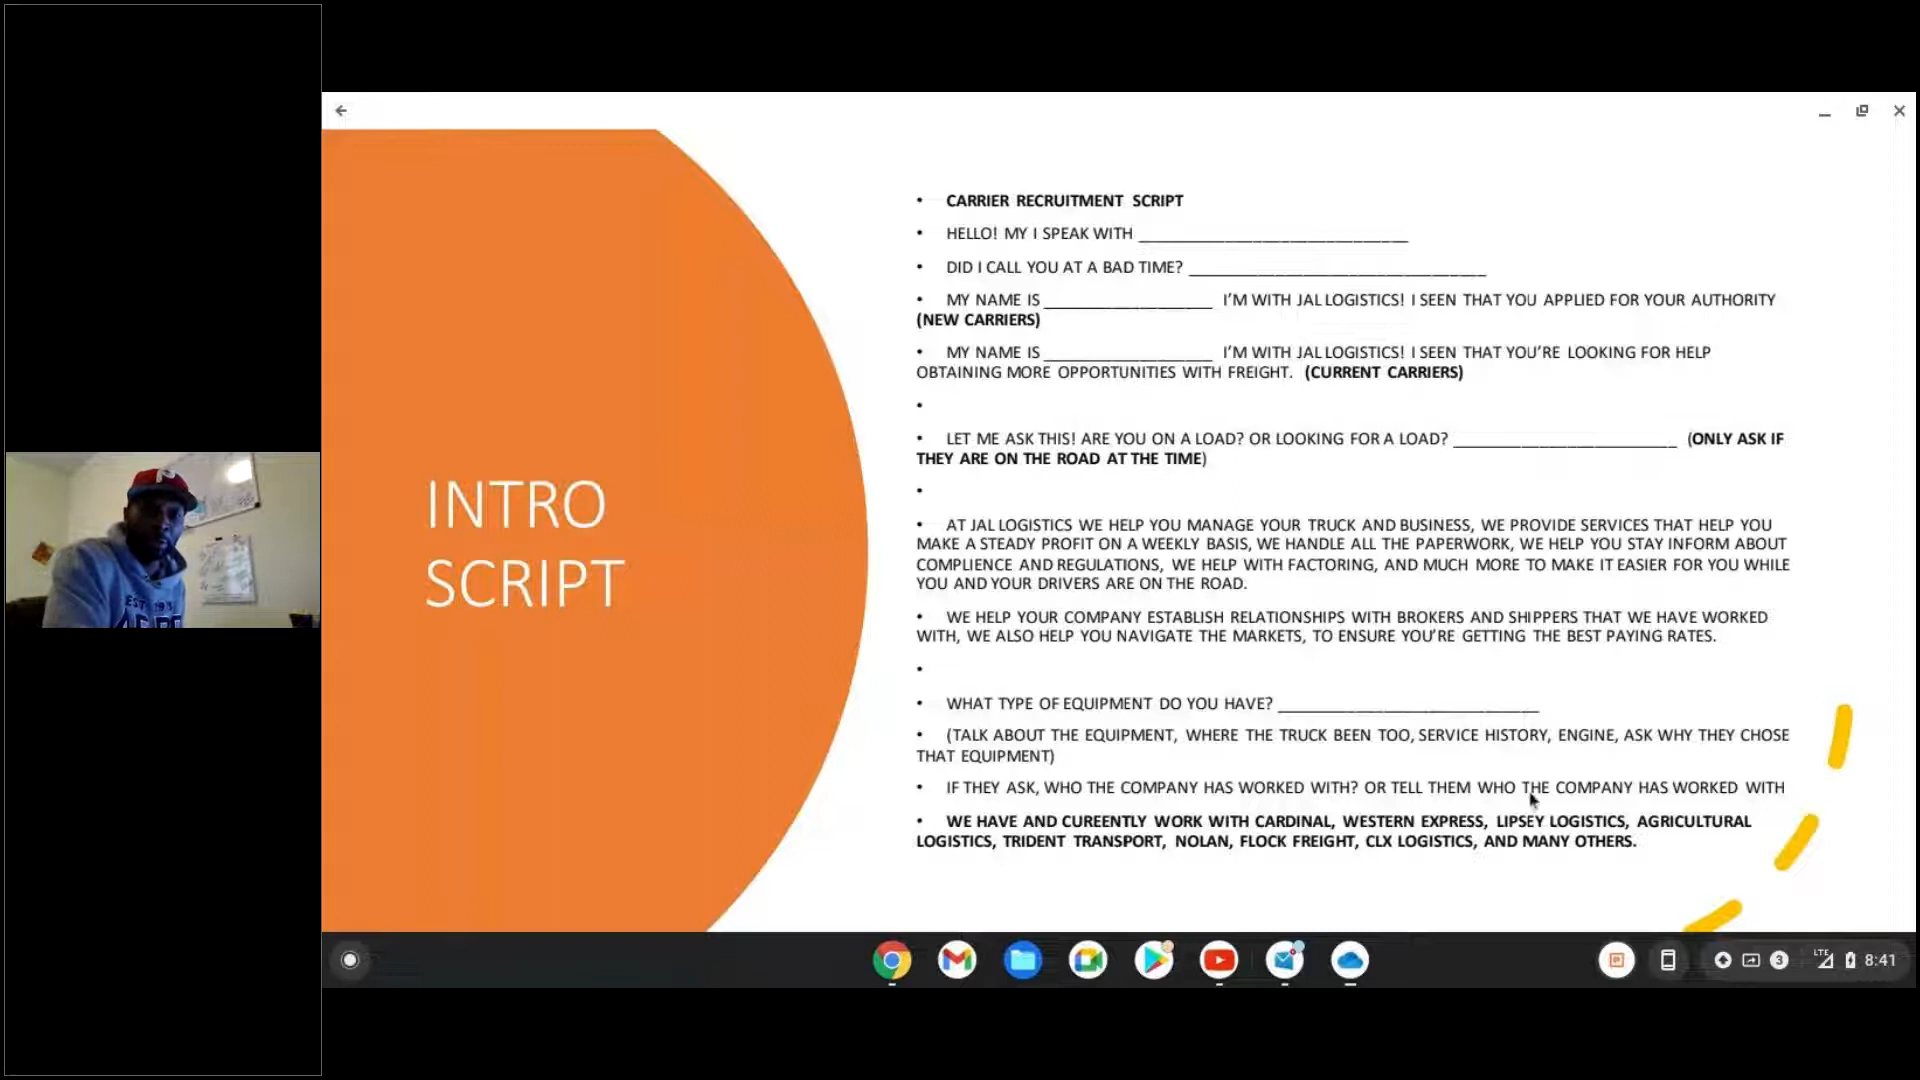 INTRO
SCRIPT
• CARRIER RECRUITMENT SCRIPT
• HELLO! MY I SPEAK WITH ______________________________
• DID I CALL YOU AT A BAD TIME? _________________________________
• MY NAME IS ___________________ I'M WITH JAL LOGISTICS! I SEEN THAT YOU APPLIED FOR YOUR AUTHORITY
(NEW CARRIERS)
• MY NAME IS ___________________ I'M WITH JAL LOGISTICS! I SEEN THAT YOU'RE LOOKING FOR HELP
OBTAINING MORE OPPORTUNITIES WITH FREIGHT. (CURRENT CARRIERS)
•
• LET ME ASK THIS! ARE YOU ON A LOAD? OR LOOKING FOR A LOAD? _________________________ (ONLY ASK IF
THEY ARE ON THE ROAD AT THE TIME)
•
• AT JAL LOGISTICS WE HELP YOU MANAGE YOUR TRUCK AND BUSINESS, WE PROVIDE SERVICES THAT HELP YOU
MAKE A STEADY PROFIT ON A WEEKLY BASIS, WE HANDLE ALL THE PAPERWORK, WE HELP YOU STAY INFORM ABOUT
COMPLIENCE AND REGULATIONS, WE HELP WITH FACTORING, AND MUCH MORE TO MAKE IT EASIER FOR YOU WHILE
YOU AND YOUR DRIVERS ARE ON THE ROAD.
• WE HELP YOUR COMPANY ESTABLISH RELATIONSHIPS WITH BROKERS AND SHIPPERS THAT WE HAVE WORKED
WITH, WE ALSO HELP YOU NAVIGATE THE MARKETS, TO ENSURE YOU'RE GETTING THE BEST PAYING RATES.
•
• WHAT TYPE OF EQUIPMENT DO YOU HAVE? _____________________________
• (TALK ABOUT THE EQUIPMENT, WHERE THE TRUCK BEEN TOO, SERVICE HISTORY, ENGINE, ASK WHY THEY CHOSE
THAT EQUIPMENT)
• IF THEY ASK, WHO THE COMPANY HAS WORKED WITH? OR TELL THEM WHO THE COMPANY HAS WORKED WITH
• WE HAVE AND CUREENTLY WORK WITH CARDINAL, WESTERN EXPRESS, LIPSEY LOGISTICS, AGRICULTURAL
LOGISTICS, TRIDENT TRANSPORT, NOLAN, FLOCK FREIGHT, CLX LOGISTICS, AND MANY OTHERS.
3 LTE 8:41